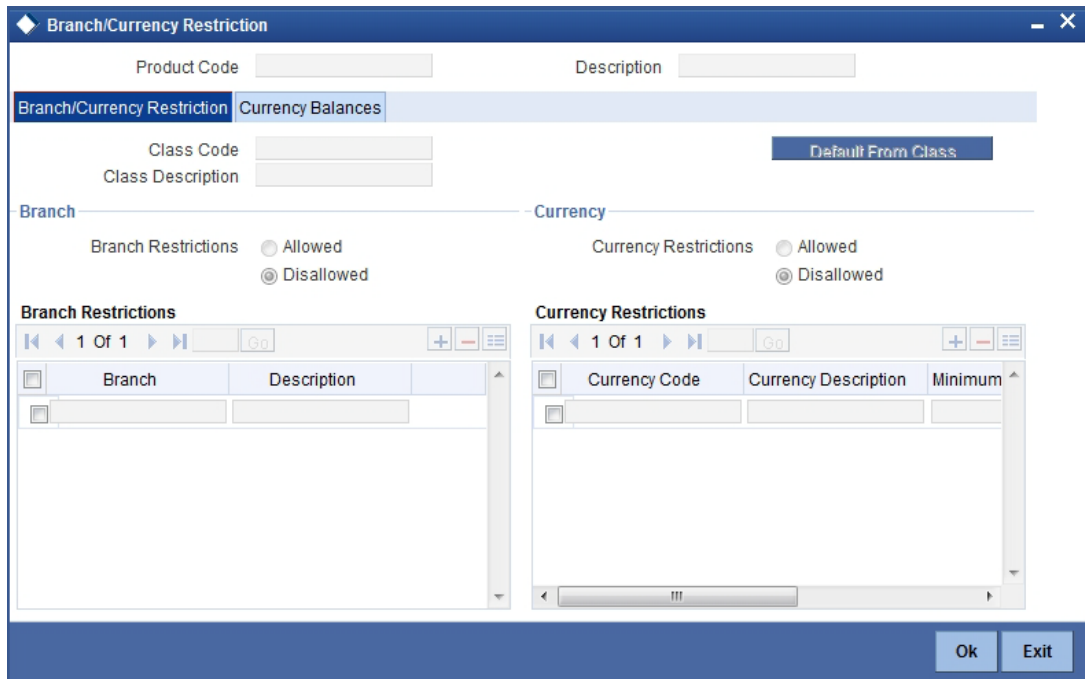 Branch/Currency Restriction
Product Code
Description
Branch/Currency Restriction
Currency Balances
Class Code
Default From Class
Class Description
Branch
Currency
Branch Restrictions
Allowed
Disallowed
Currency Restrictions
Allowed
Disallowed
Branch Restrictions
1 Of 1
Go
Branch
Description
Currency Restrictions
1 Of 1
Go
Currency Code
Currency Description
Minimum
Ok
Exit